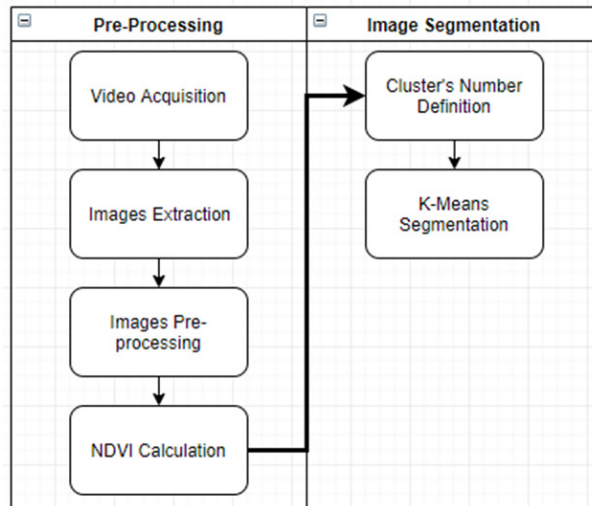 Pre-Processing
Video Acquisition
Images Extraction
Images Pre-
processing
NDVI Calculation
Image Segmentation
Cluster's Number
Definition
K-Means
Segmentation